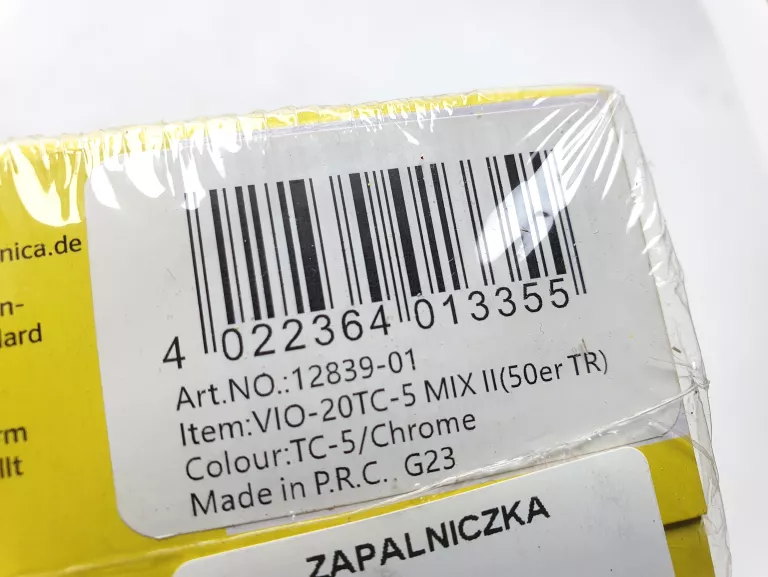 nica.de
n-
lard
rm
llt
4 022364 013355
Art.NO.:12839-01
Item:VIO-20TC-5 MIX II(50er TR)
Colour:TC-5/Chrome
Made in P.R.C. G23
ZAPALNICZKA